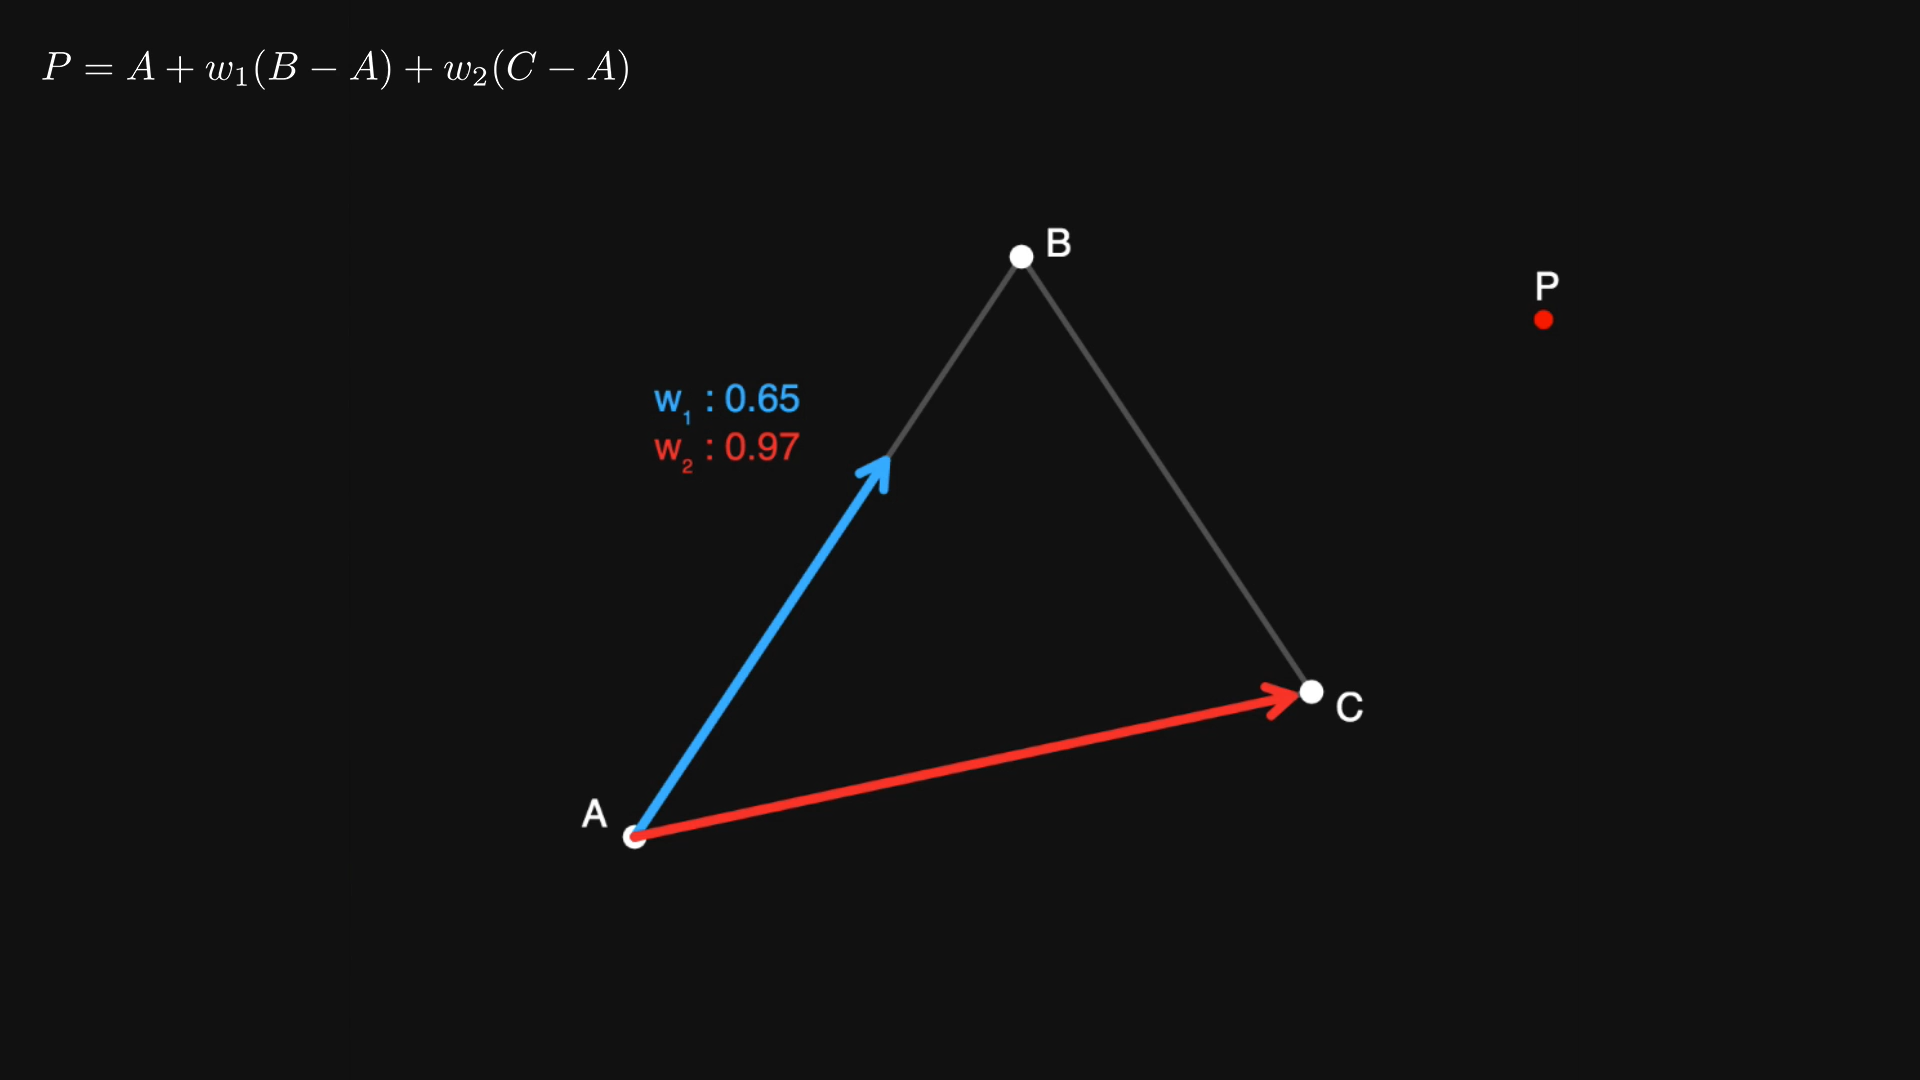 P = A + w₁(B − A) + w₂(C − A)
B
P
w₁ : 0.65
w₂ : 0.97
C
A